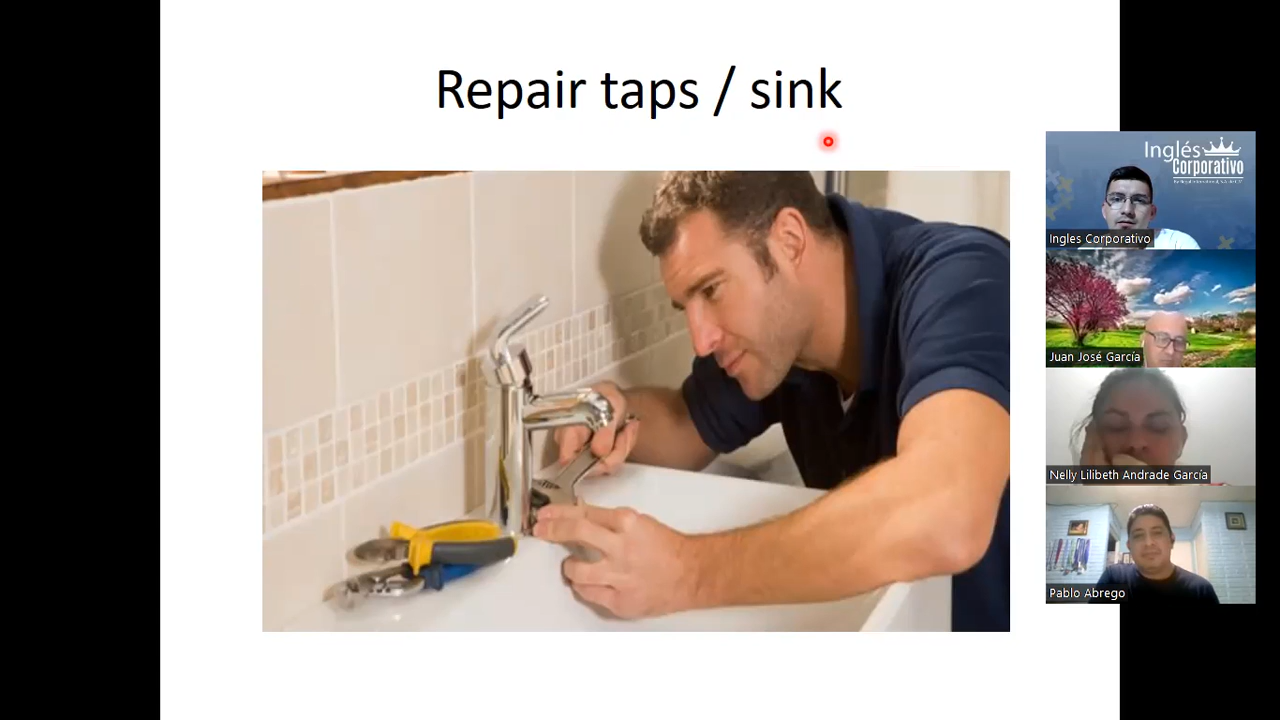 Repair taps / sink
Inglés
Corporativo
Ingles Corporativo
Juan José García
Nelly Lilibeth Andrade García
Pablo Abrego